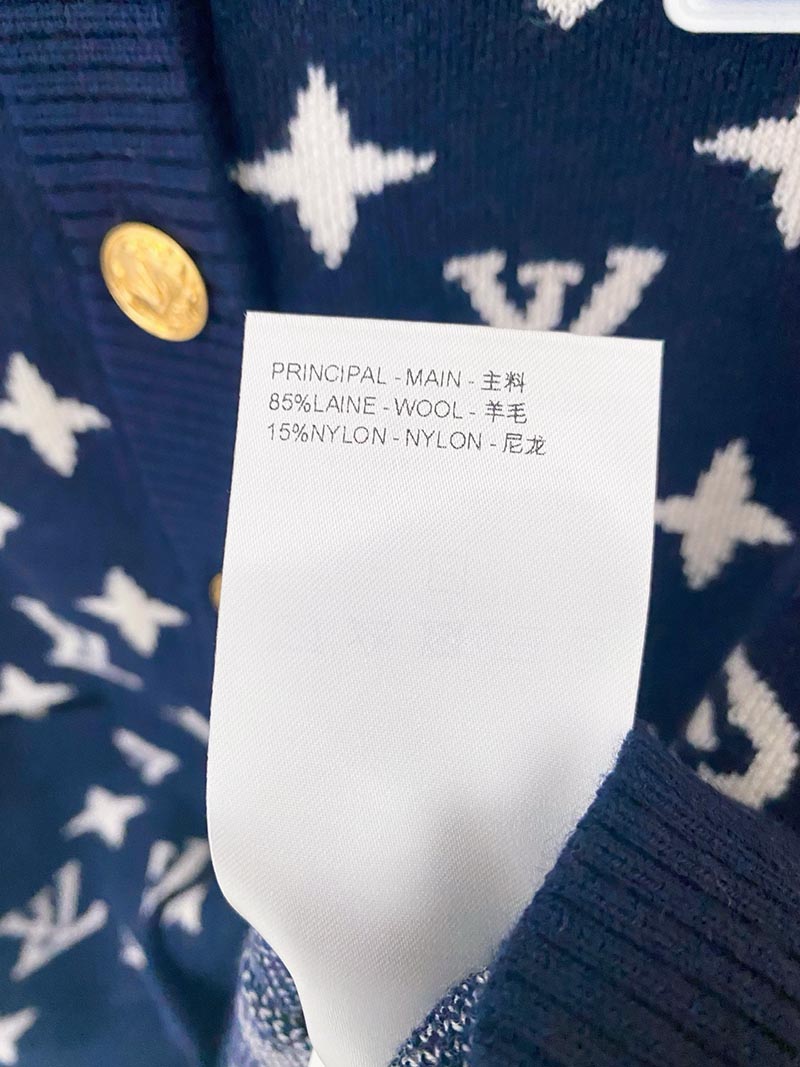 PRINCIPAL - MAIN - 主料
85%LAINE - WOOL - 羊毛
15%NYLON - NYLON - 尼龙